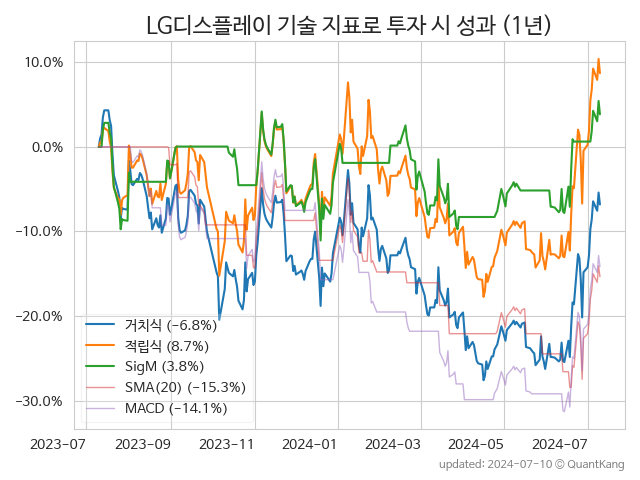 LG디스플레이 기술 지표로 투자 시 성과 (1년)
10.0%
0.0%
−10.0%
−20.0%
−30.0%
거치식 (−6.8%)
적립식 (8.7%)
SigM (3.8%)
SMA(20) (−15.3%)
MACD (−14.1%)
2023-07
2023-09
2023-11
2024-01
2024-03
2024-05
2024-07
updated: 2024-07-10 © QuantKang